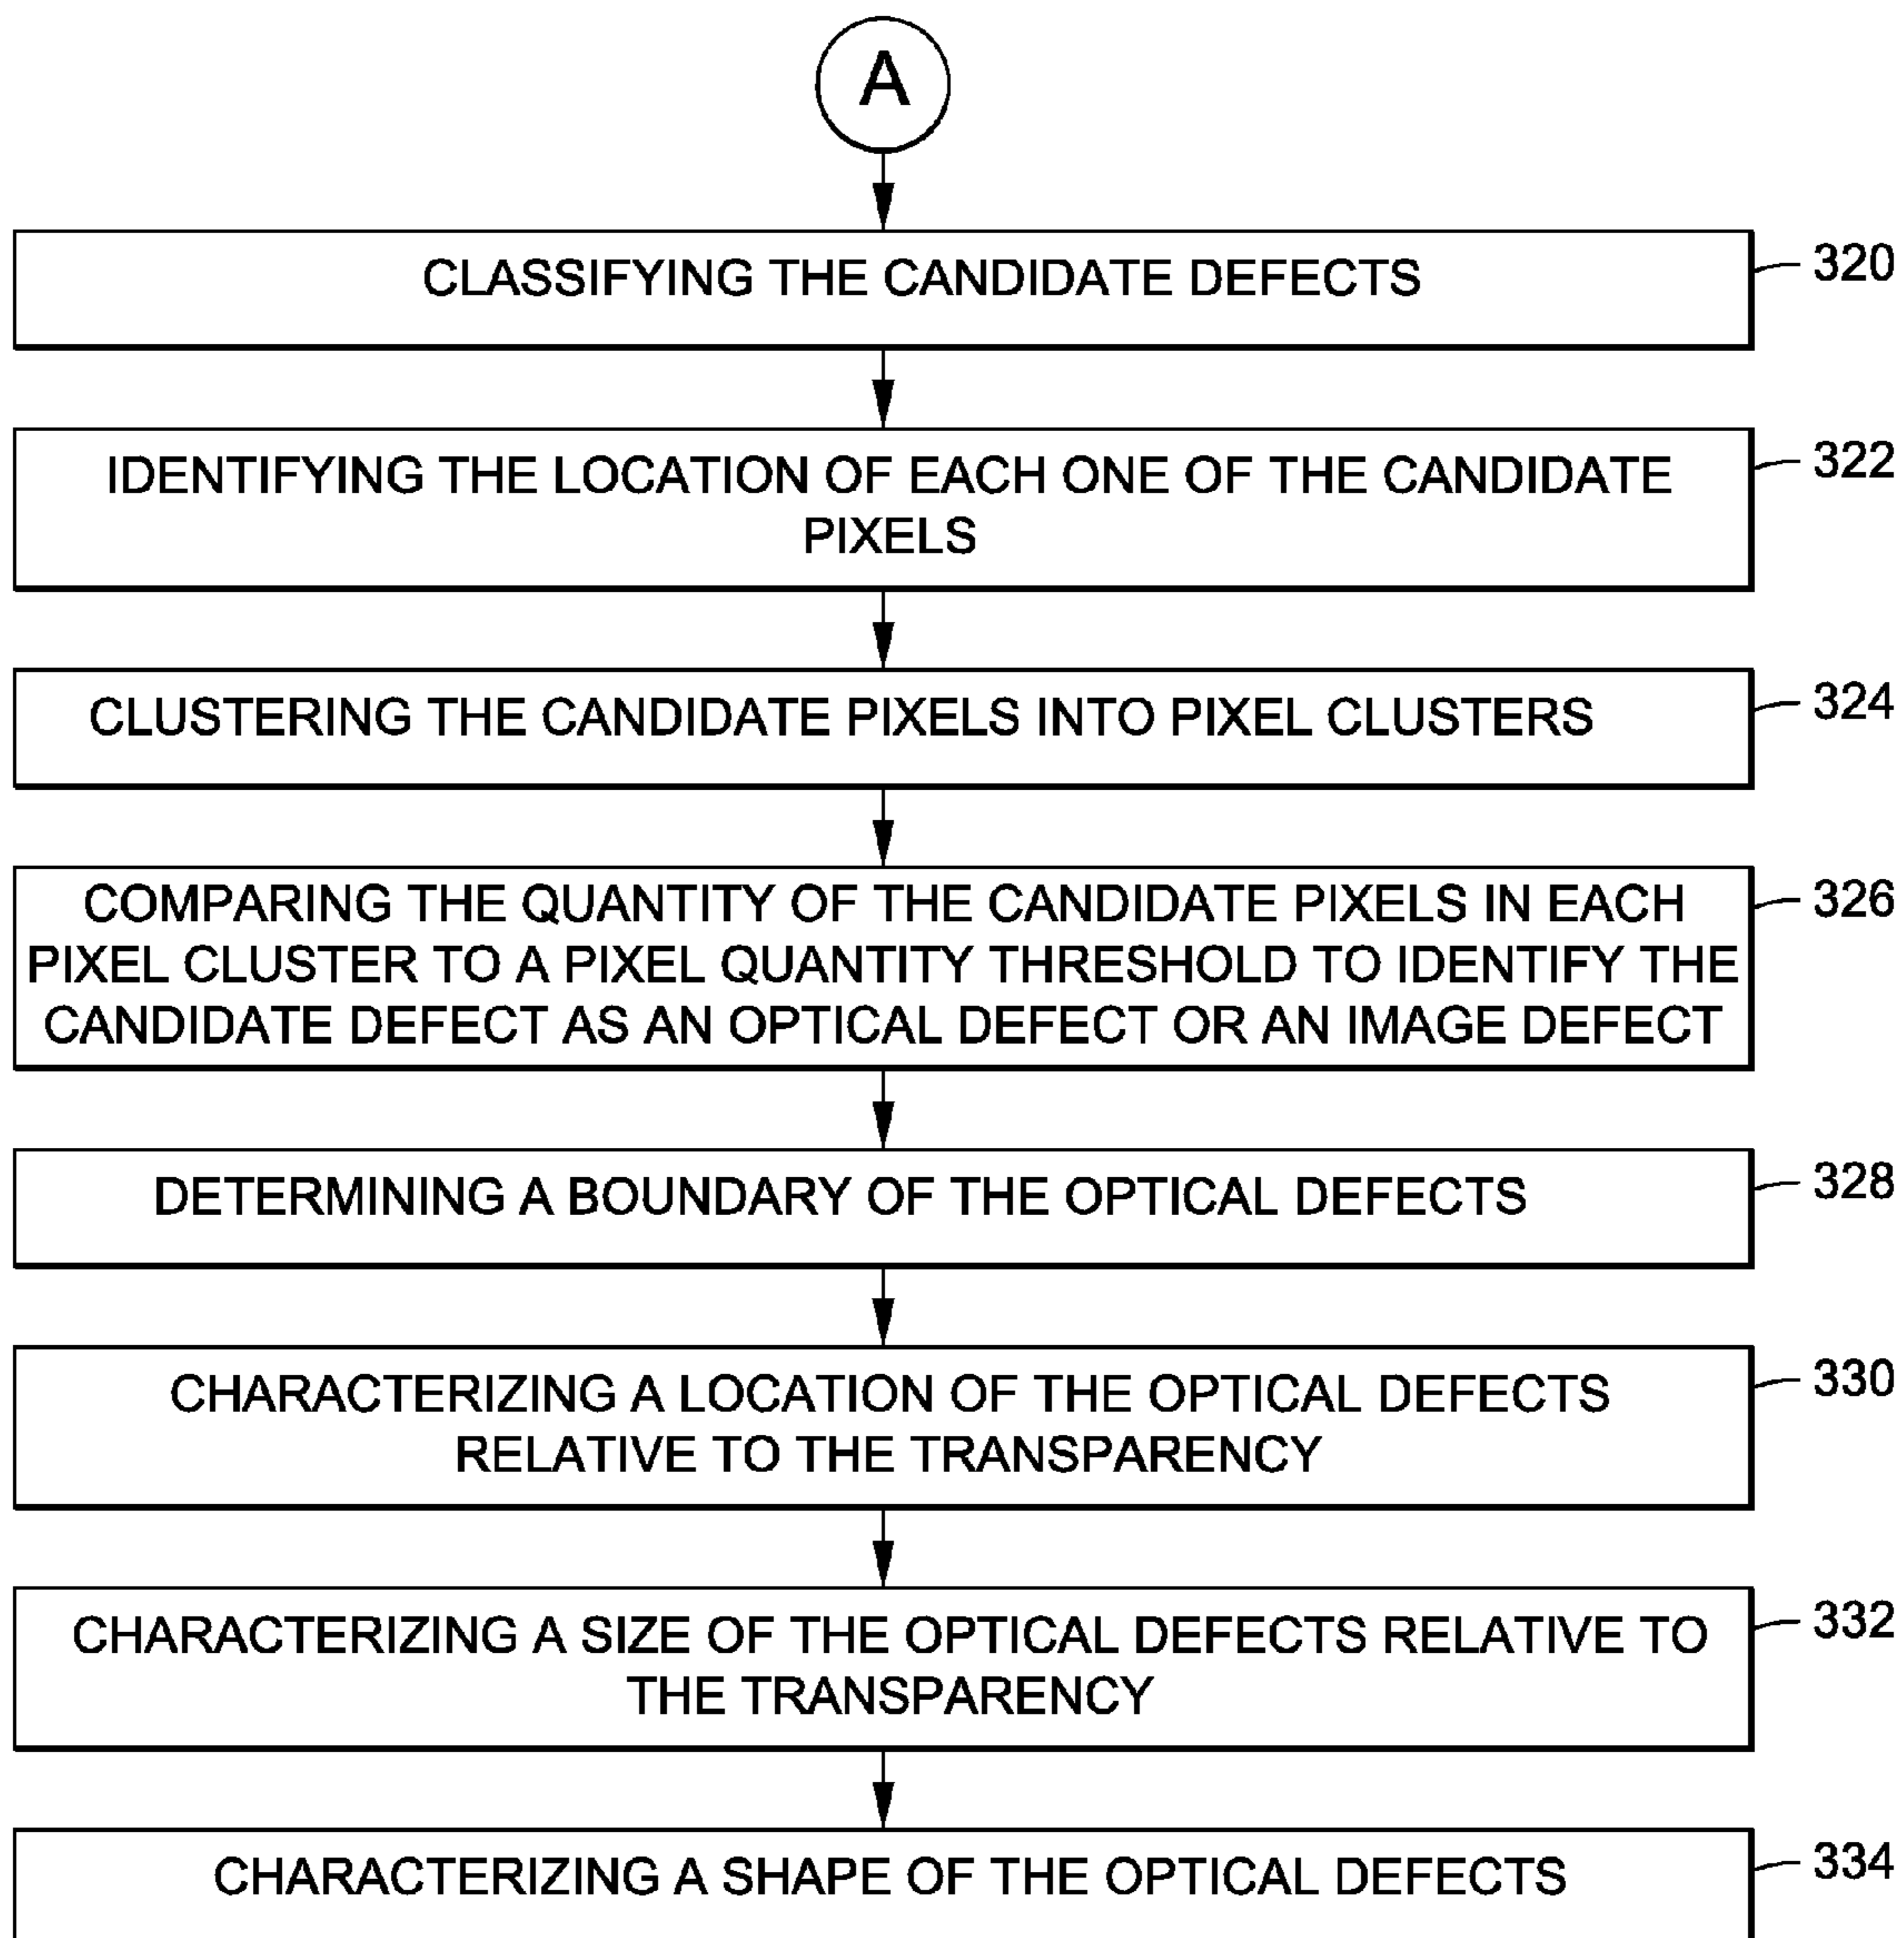 A
CLASSIFYING THE CANDIDATE DEFECTS
320
IDENTIFYING THE LOCATION OF EACH ONE OF THE CANDIDATE
PIXELS
322
CLUSTERING THE CANDIDATE PIXELS INTO PIXEL CLUSTERS
324
COMPARING THE QUANTITY OF THE CANDIDATE PIXELS IN EACH
PIXEL CLUSTER TO A PIXEL QUANTITY THRESHOLD TO IDENTIFY THE
CANDIDATE DEFECT AS AN OPTICAL DEFECT OR AN IMAGE DEFECT
326
DETERMINING A BOUNDARY OF THE OPTICAL DEFECTS
328
CHARACTERIZING A LOCATION OF THE OPTICAL DEFECTS
RELATIVE TO THE TRANSPARENCY
330
CHARACTERIZING A SIZE OF THE OPTICAL DEFECTS RELATIVE TO
THE TRANSPARENCY
332
CHARACTERIZING A SHAPE OF THE OPTICAL DEFECTS
334